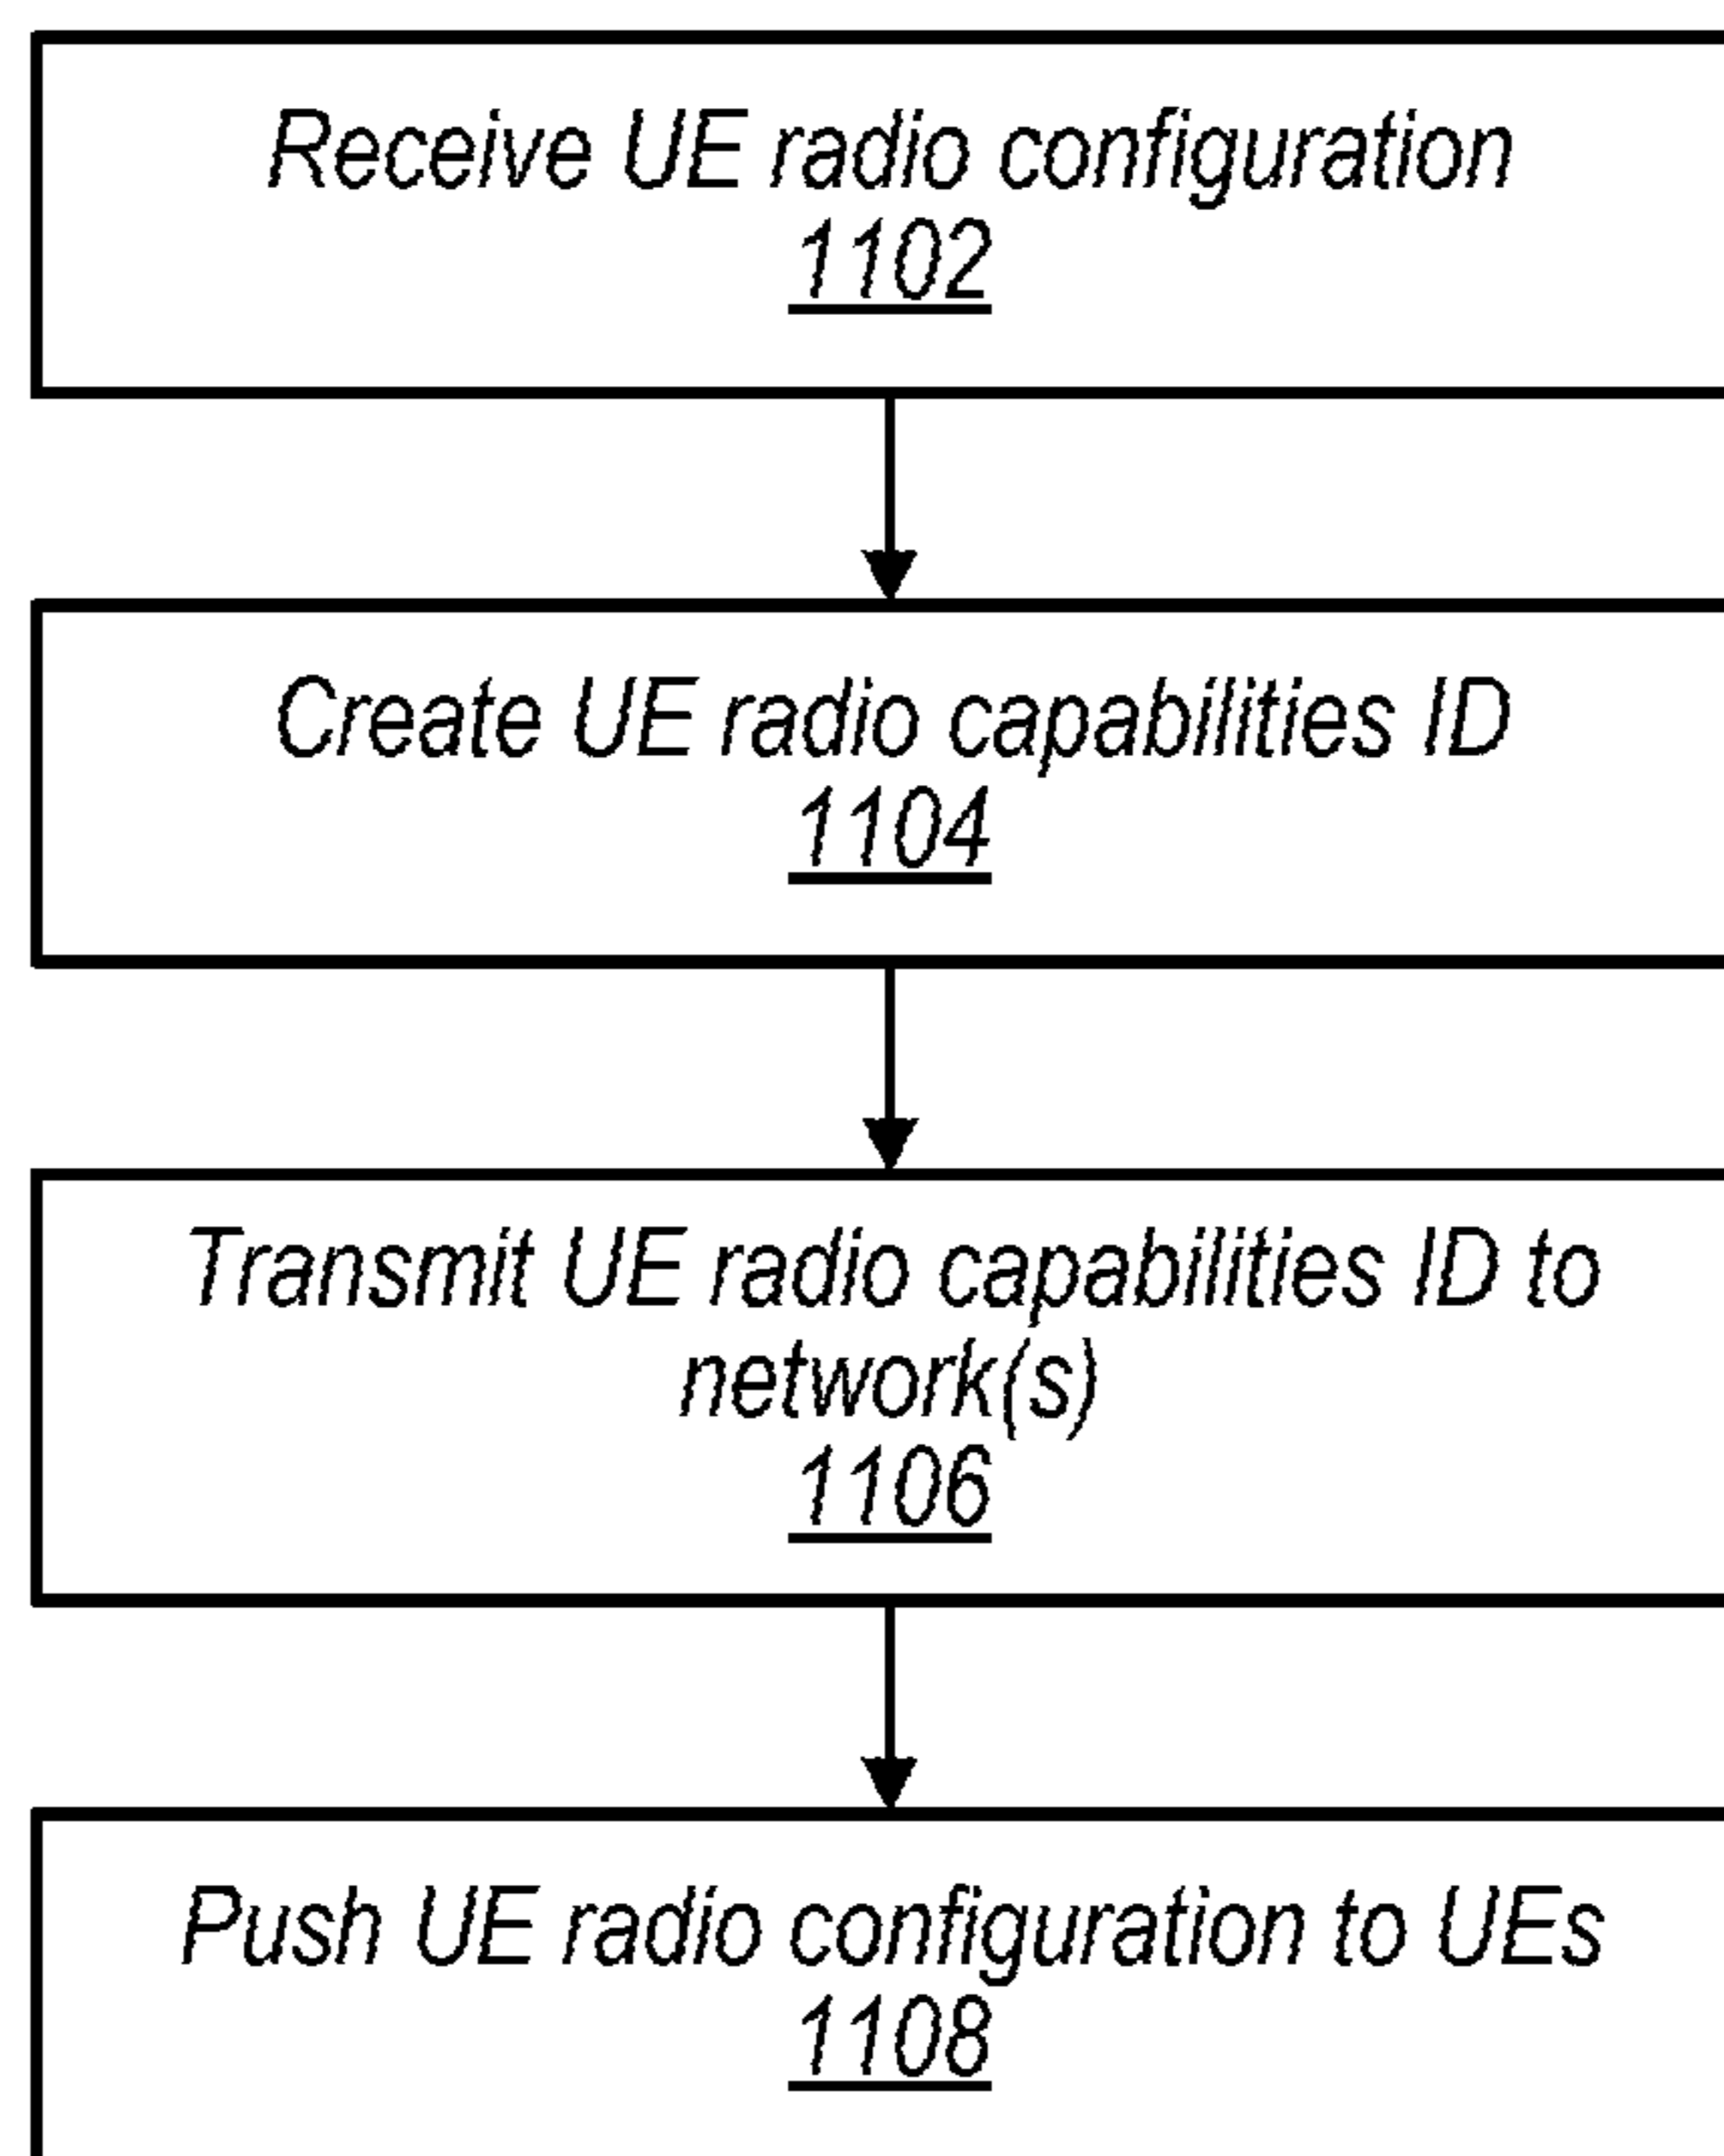 Receive UE radio configuration
1102
Create UE radio capabilities ID
1104
Transmit UE radio capabilities ID to
network(s)
1106
Push UE radio configuration to UEs
1108